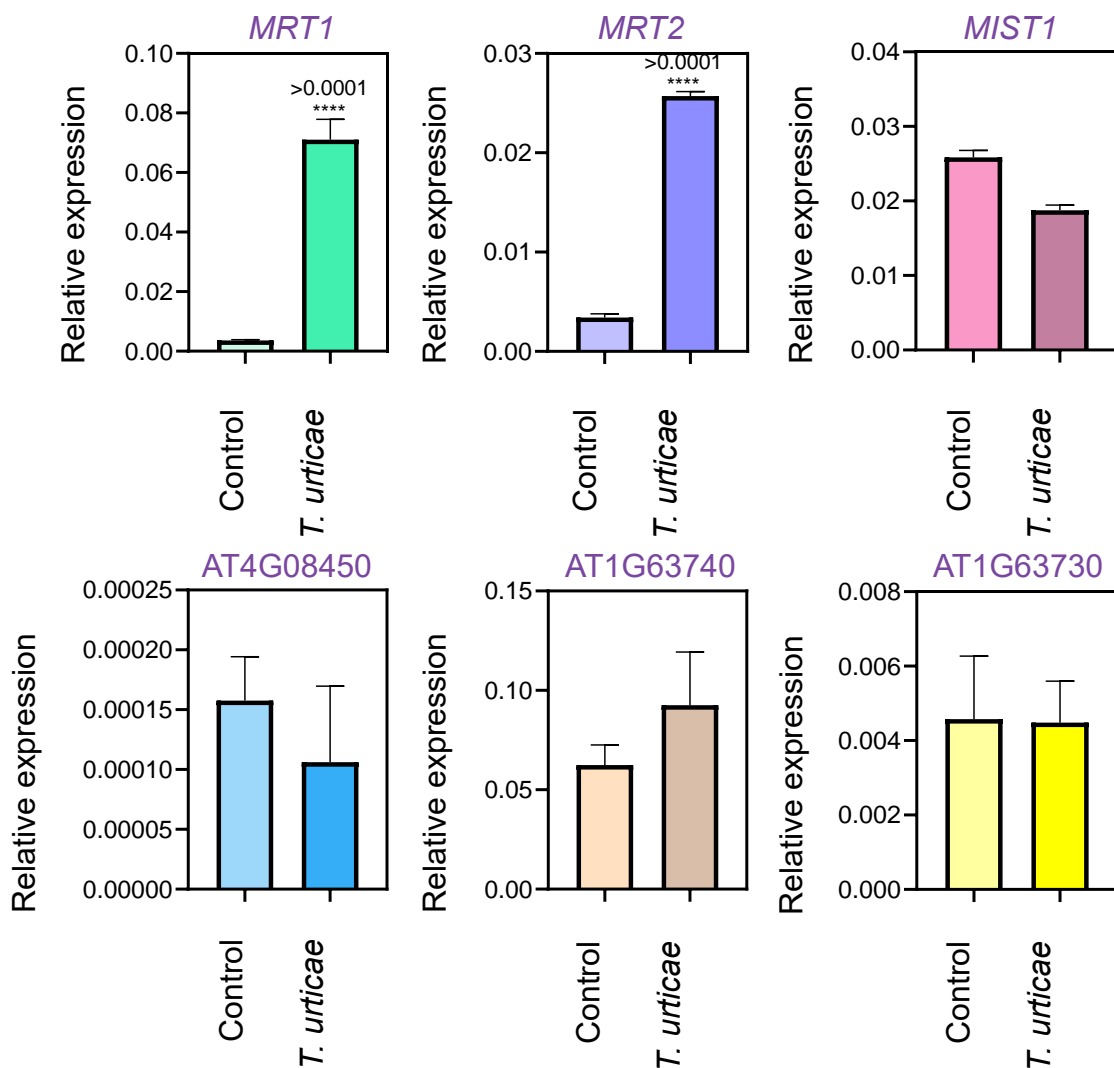 MRT1
Relative expression
0.10
0.08
0.06
0.04
0.02
0.00
>0.0001
****
Control
T. urticae
MRT2
Relative expression
0.03
0.02
0.01
0.00
>0.0001
****
Control
T. urticae
MIST1
Relative expression
0.04
0.03
0.02
0.01
0.00
Control
T. urticae
AT4G08450
Relative expression
0.00025
0.00020
0.00015
0.00010
0.00005
0.00000
Control
T. urticae
AT1G63740
Relative expression
0.15
0.10
0.05
0.00
Control
T. urticae
AT1G63730
Relative expression
0.008
0.006
0.004
0.002
0.000
Control
T. urticae